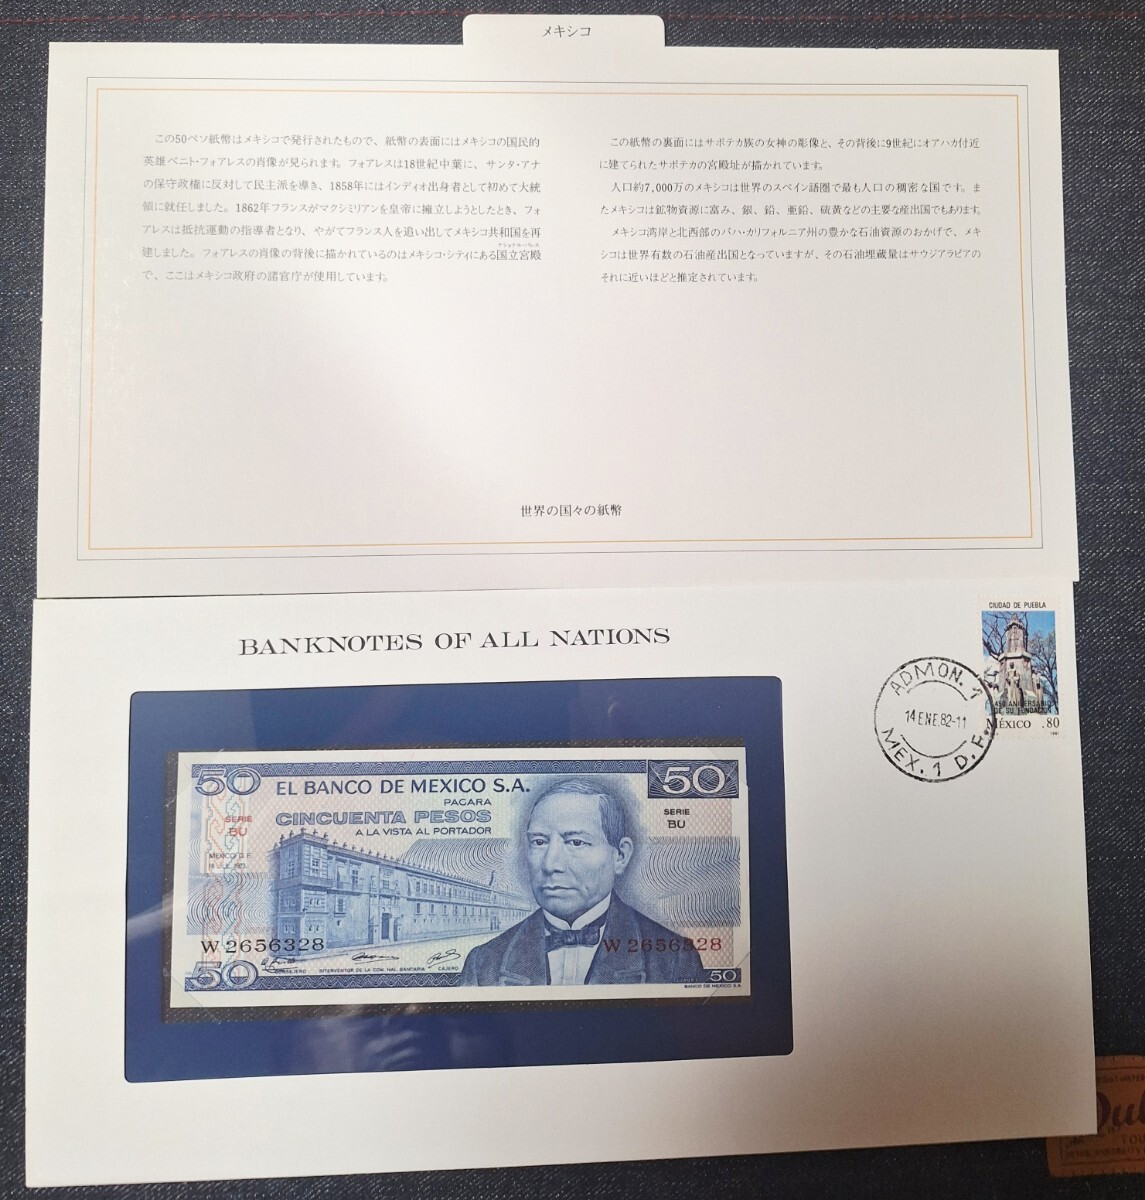 メキシコ
この50ペソ紙幣はメキシコで発行されたもので、紙幣の表面にはメキシコの国民的
英雄ベニト・フォアレスの肖像が見られます。フォアレスは18世紀中葉に、サンタ・アナ
の保守政権に反対して民主派を導き、1858年にはインディオ出身者として初めて大統
領に就任しました。1862年フランスがマクシミリアンを皇帝に擁立しようとしたとき、フォ
アレスは抵抗運動の指導者となり、やがてフランス人を追い出してメキシコ共和国を再
建しました。フォアレスの肖像の背後に描かれているのはメキシコ・シティにある国立宮殿
で、ここはメキシコ政府の諸官庁が使用しています。
この紙幣の裏面にはサポテカ族の女神の彫像と、その背後に9世紀にオアハカ付近
に建てられたサポテカの宮殿址が描かれています。
人口約7,000万のメキシコは世界のスペイン語圏で最も人口の稠密な国です。ま
たメキシコは鉱物資源に富み、銀、鉛、亜鉛、硫黄などの主要な産出国でもあります。
メキシコ湾岸と北西部のバハ・カリフォルニア州の豊かな石油資源のおかげで、メキ
シコは世界有数の石油産出国となっていますが、その石油埋蔵量はサウジアラビアの
それに近いほどと推定されています。
世界の国々の紙幣
BANKNOTES OF ALL NATIONS
CIUDAD DE PUEBLA
450 ANIVERSARIO
DE SU FUNDACION
MÉXICO .80
1981
ADMON. 1
14 ENE. 82-11
MEX. 1 D. F.
50
EL BANCO DE MEXICO S.A.
50
PAGARA
CINCUENTA PESOS
A LA VISTA AL PORTADOR
SERIE
BU
SERIE
BU
MEXICO D.F.
W 2656328
W 2656328
50
CONSEJERO
INTERVENTOR DE LA COM. NAL. BANCARIA
CAJERO
50
BANCO DE MEXICO S.A.